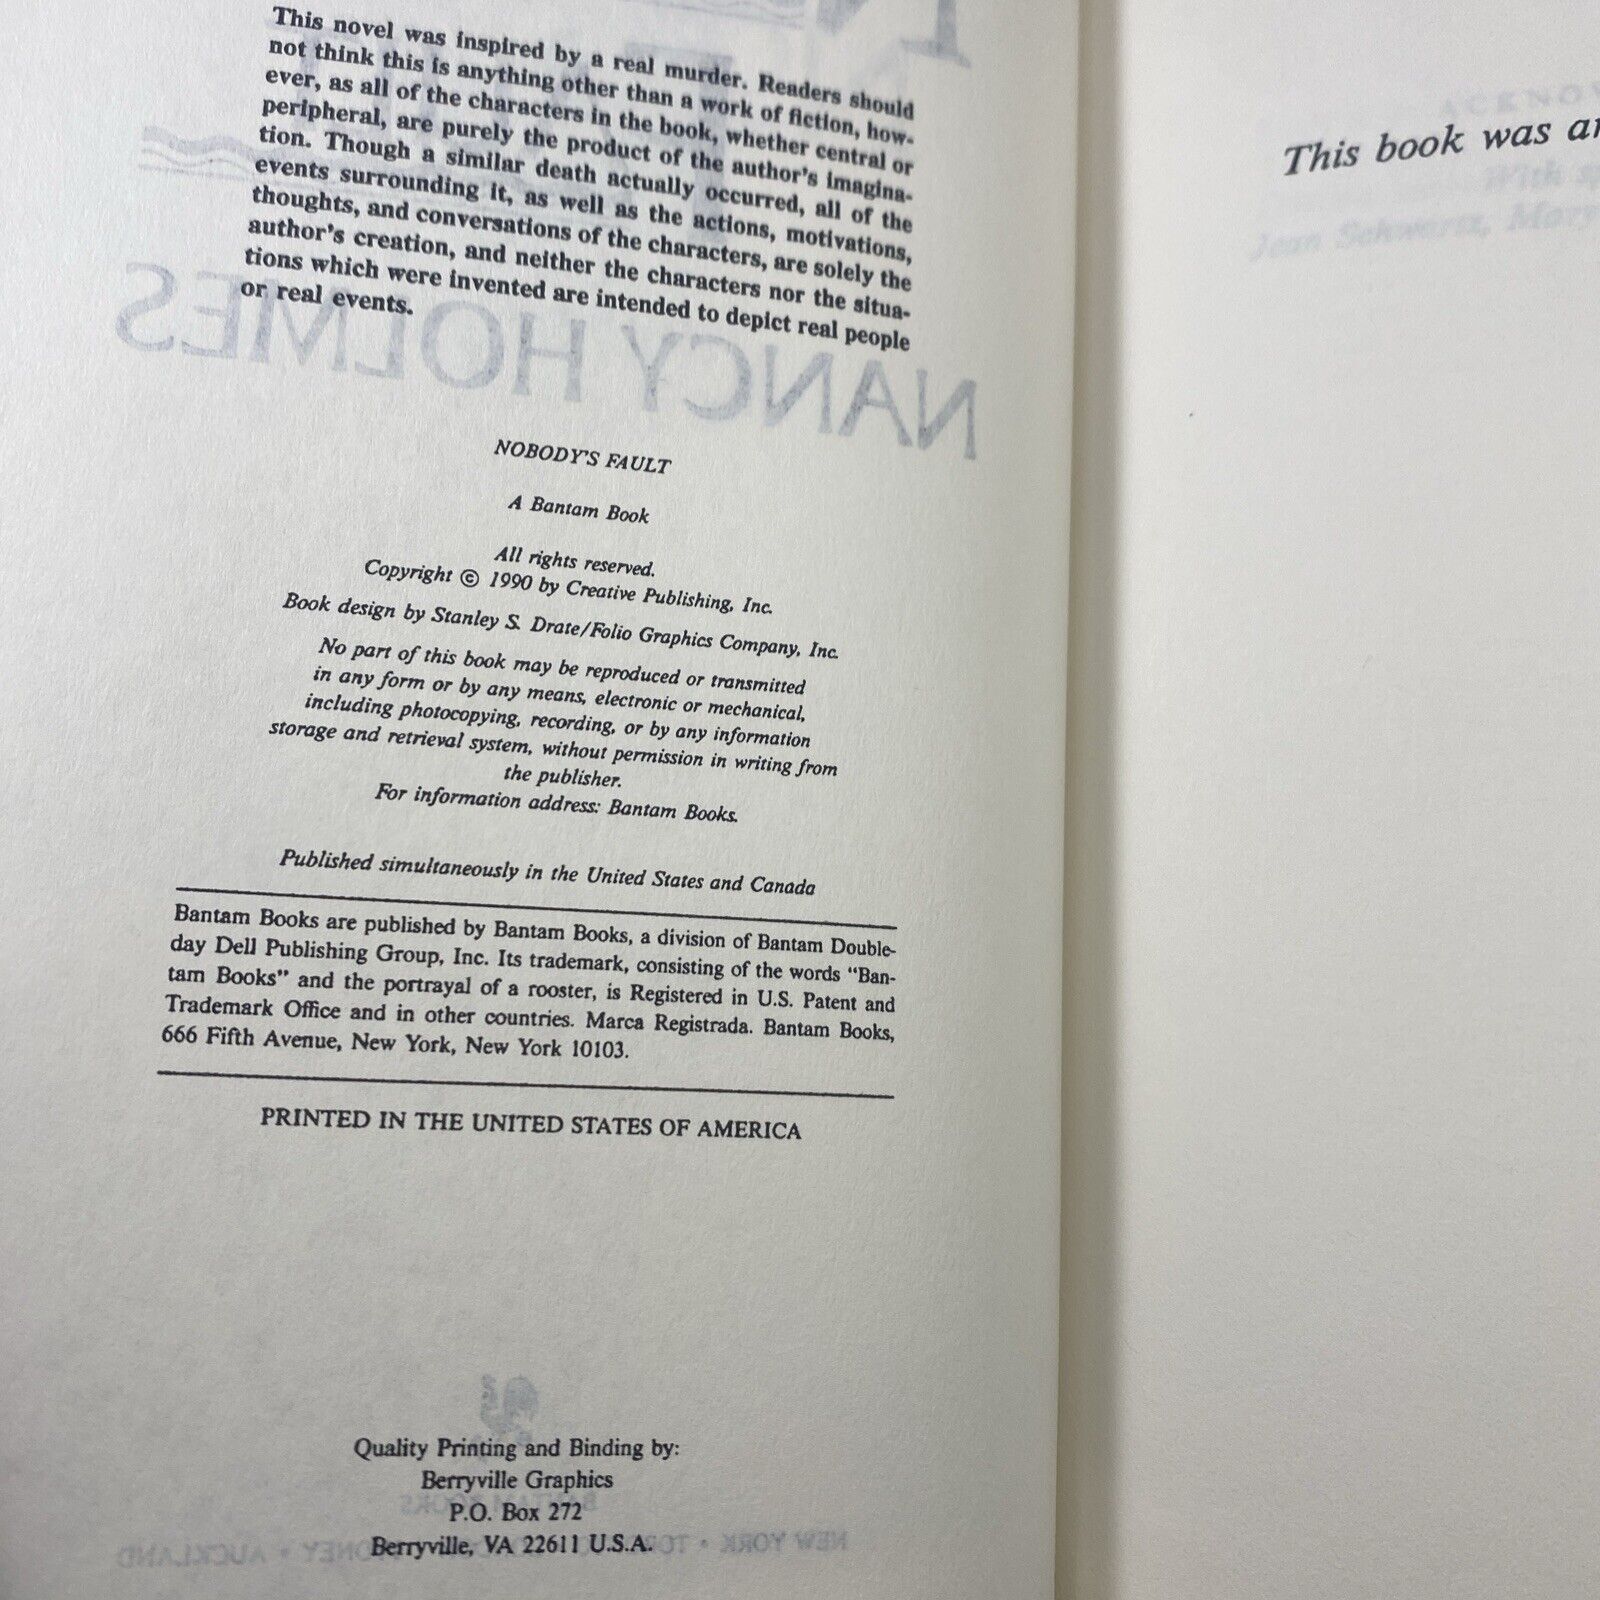 This novel was inspired by a real murder. Readers should
not think this is anything other than a work of fiction, how-
ever, as all of the characters in the book, whether central or
peripheral, are purely the product of the author's imagina-
tion. Though a similar death actually occurred, all of the
events surrounding it, as well as the actions, motivations,
thoughts, and conversations of the characters, are solely the
author's creation, and neither the characters nor the situa-
tions which were invented are intended to depict real people
or real events.
NANCY HOLMES
NOBODY'S FAULT
A Bantam Book
All rights reserved.
Copyright © 1990 by Creative Publishing, Inc.
Book design by Stanley S. Drate/Folio Graphics Company, Inc.
No part of this book may be reproduced or transmitted
in any form or by any means, electronic or mechanical,
including photocopying, recording, or by any information
storage and retrieval system, without permission in writing from
the publisher.
For information address: Bantam Books.
Published simultaneously in the United States and Canada
Bantam Books are published by Bantam Books, a division of Bantam Double-
day Dell Publishing Group, Inc. Its trademark, consisting of the words "Ban-
tam Books" and the portrayal of a rooster, is Registered in U.S. Patent and
Trademark Office and in other countries. Marca Registrada. Bantam Books,
666 Fifth Avenue, New York, New York 10103.
PRINTED IN THE UNITED STATES OF AMERICA
Quality Printing and Binding by:
Berryville Graphics
P.O. Box 272
Berryville, VA 22611 U.S.A.
NEW YORK • AUCKLAND
This book was
With
Jean Schwartz, Mary